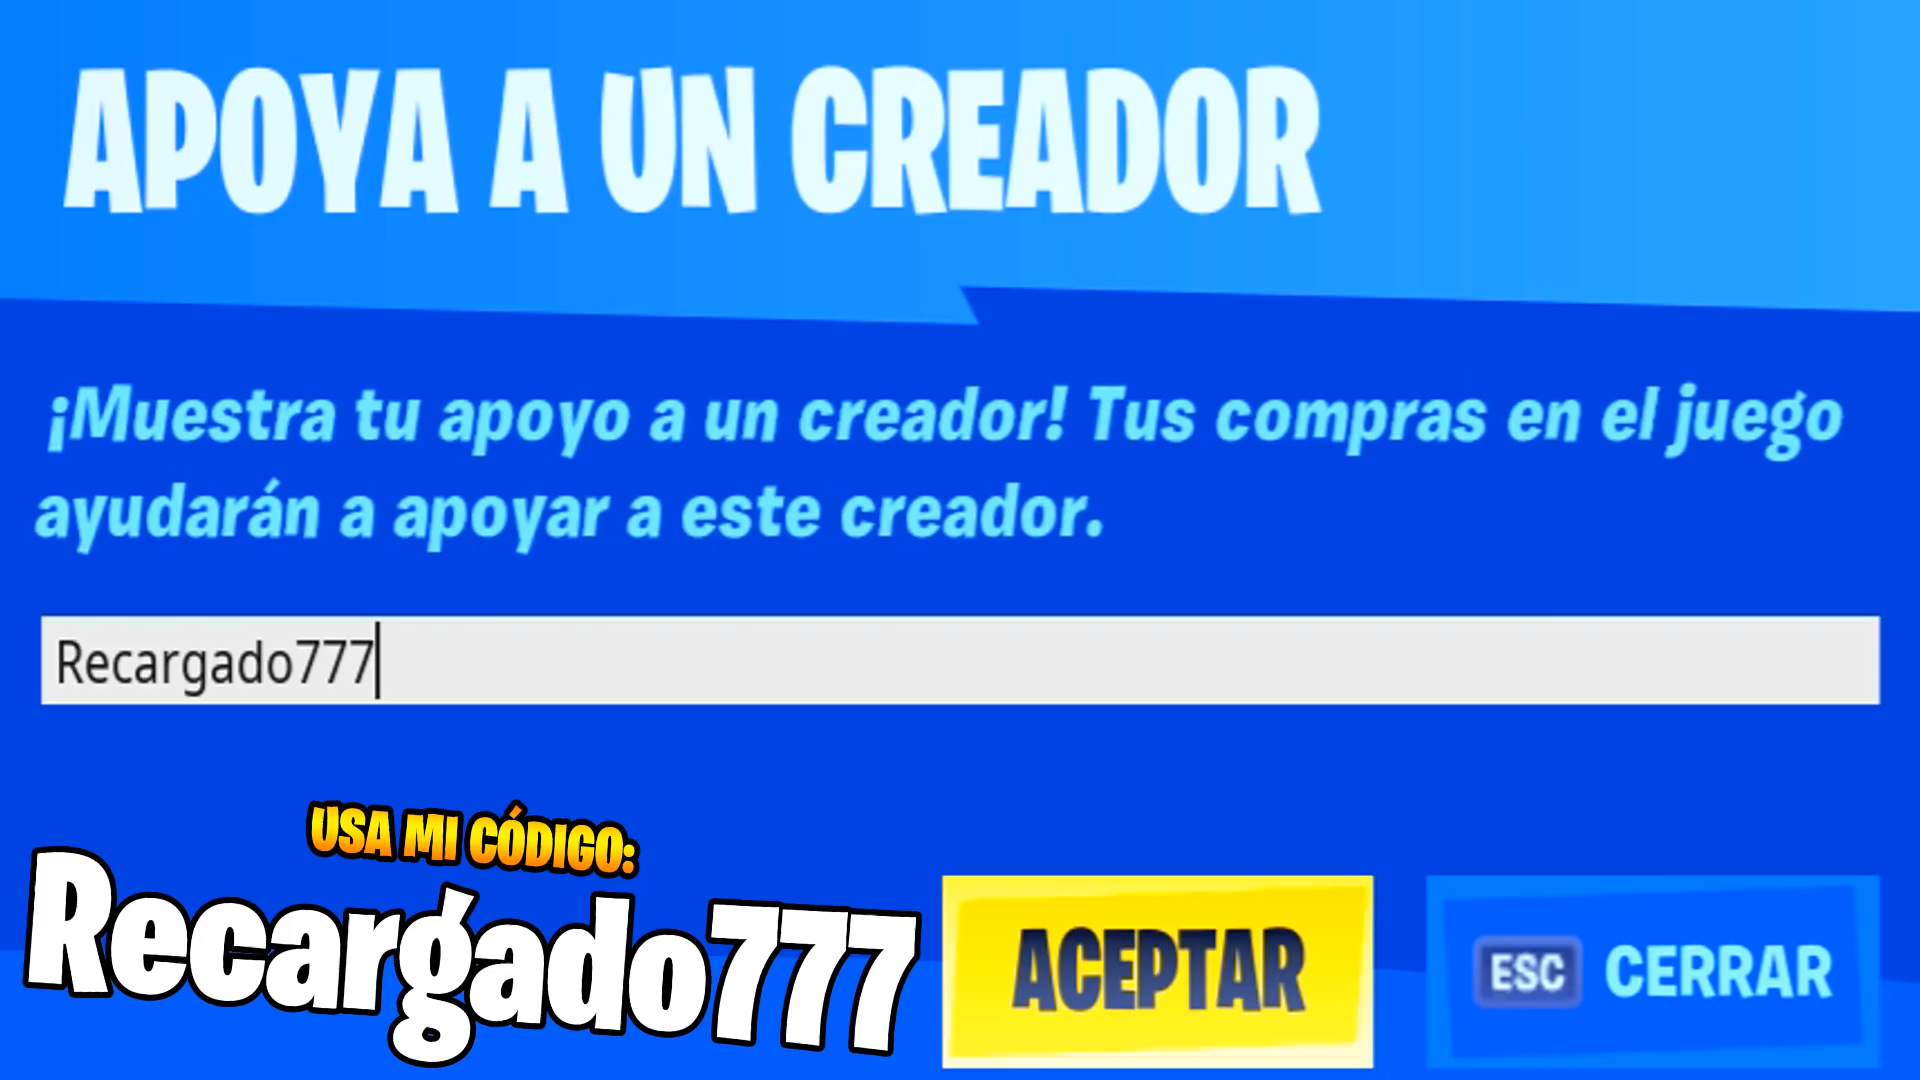 APOYA A UN CREADOR
¡Muestra tu apoyo a un creador! Tus compras en el juego
ayudarán a apoyar a este creador.
Recargado777
USA MI CÓDIGO:
Recargado777
ACEPTAR
ESC CERRAR